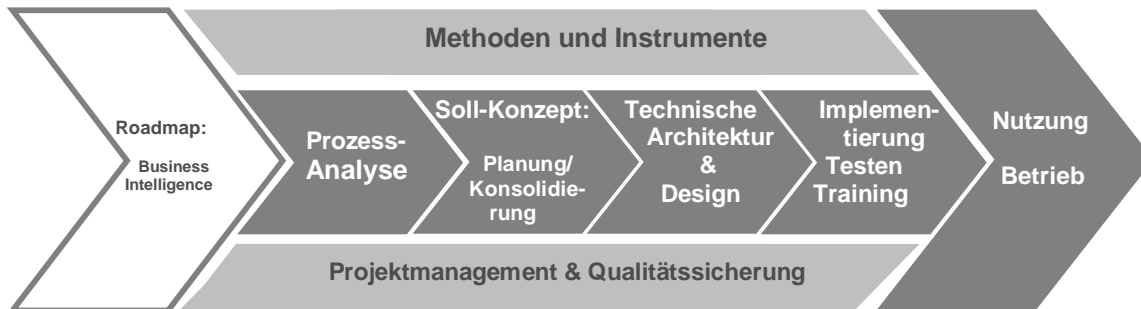 Methoden und Instrumente
Roadmap:
Business
Intelligence
Prozess-
Analyse
Soll-Konzept:
Planung/
Konsolidie-
rung
Technische
Architektur
&
Design
Implemen-
tierung
Testen
Training
Nutzung
Betrieb
Projektmanagement & Qualitätssicherung